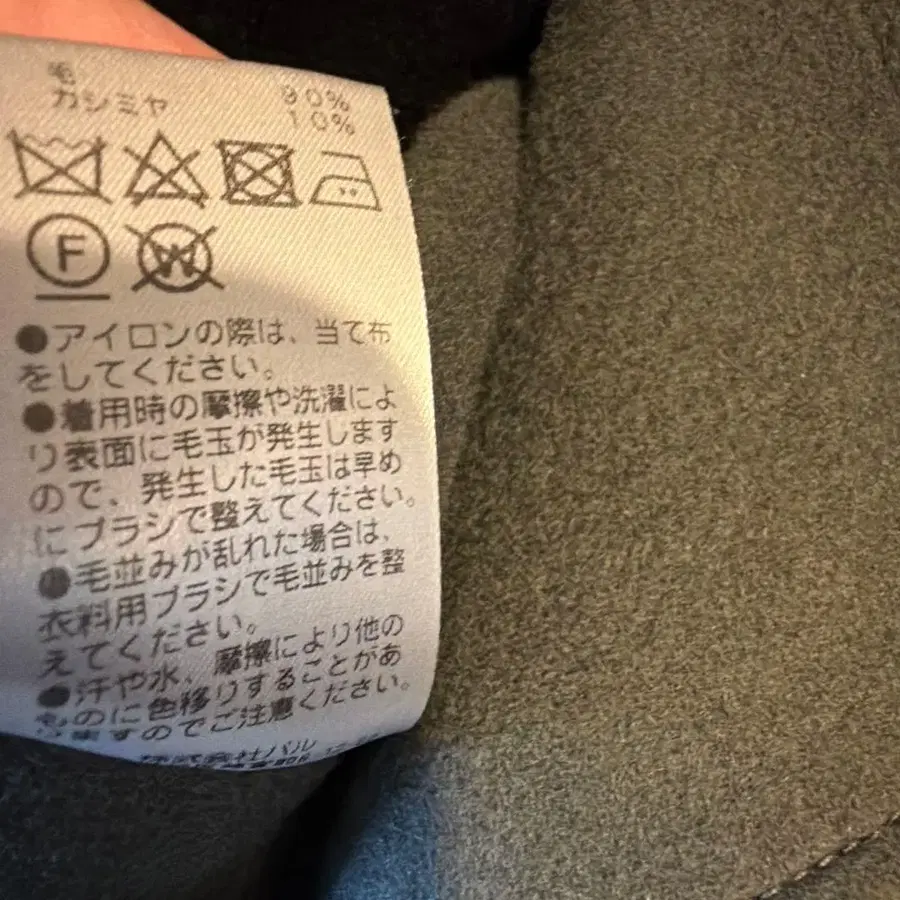 毛 90%
カシミヤ 10%
F
W
●アイロンの際は、当て布
をしてください。
●着用時の摩擦や洗濯によ
り表面に毛玉が発生します
ので、発生した毛玉は早め
にブラシで整えてください。
●毛並みが乱れた場合は、
衣料用ブラシで毛並みを整
えてください。
●汗や水、摩擦により他の
ものに色移りすることがあ
りますのでご注意ください。
株式会社パル